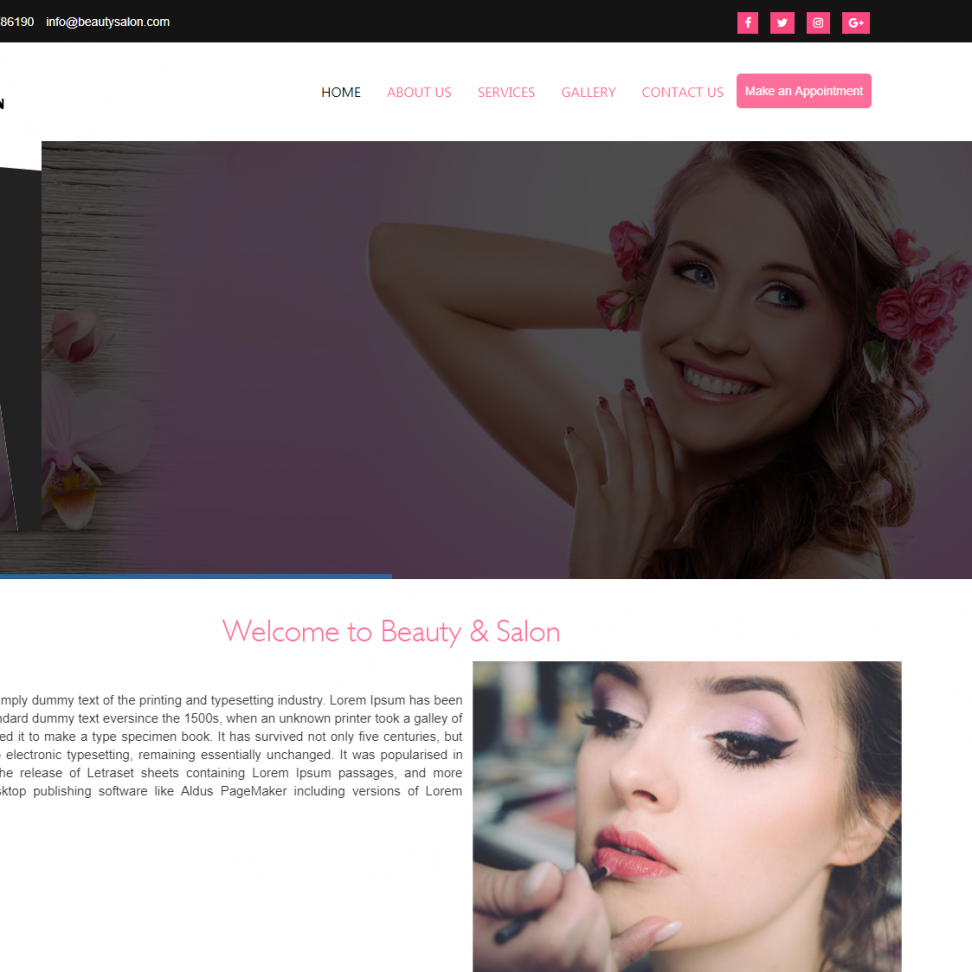 86190 info@beautysalon.com
HOME ABOUT US SERVICES GALLERY CONTACT US Make an Appointment
Welcome to Beauty & Salon
mply dummy text of the printing and typesetting industry. Lorem Ipsum has been
ndard dummy text eversince the 1500s, when an unknown printer took a galley of
ed it to make a type specimen book. It has survived not only five centuries, but
electronic typesetting, remaining essentially unchanged. It was popularised in
he release of Letraset sheets containing Lorem Ipsum passages, and more
sktop publishing software like Aldus PageMaker including versions of Lorem